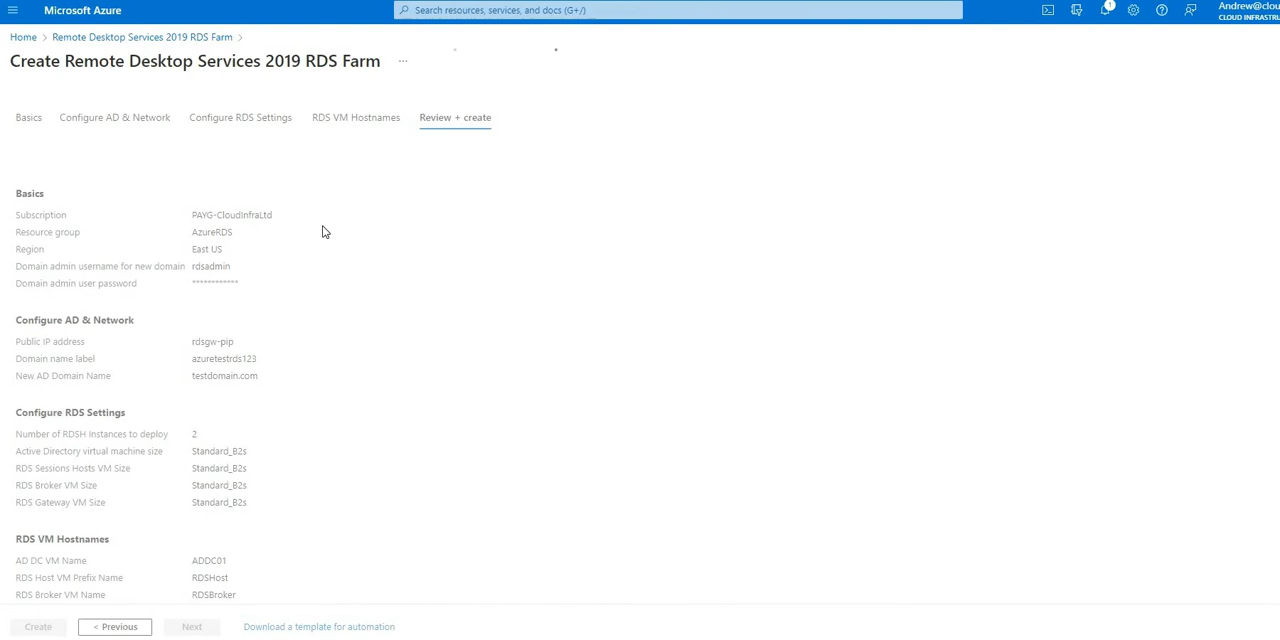 Microsoft Azure
Search resources, services, and docs (G+/)
1
Andrew@clou
CLOUD INFRASTRU
Home > Remote Desktop Services 2019 RDS Farm >
Create Remote Desktop Services 2019 RDS Farm ...
Basics Configure AD & Network Configure RDS Settings RDS VM Hostnames Review + create
Basics
Subscription PAYG-CloudInfraLtd
Resource group AzureRDS
Region East US
Domain admin username for new domain rdsadmin
Domain admin user password ************
Configure AD & Network
Public IP address rdsgw-pip
Domain name label azuretestrds123
New AD Domain Name testdomain.com
Configure RDS Settings
Number of RDSH Instances to deploy 2
Active Directory virtual machine size Standard_B2s
RDS Sessions Hosts VM Size Standard_B2s
RDS Broker VM Size Standard_B2s
RDS Gateway VM Size Standard_B2s
RDS VM Hostnames
AD DC VM Name ADDC01
RDS Host VM Prefix Name RDSHost
RDS Broker VM Name RDSBroker
Create < Previous Next Download a template for automation